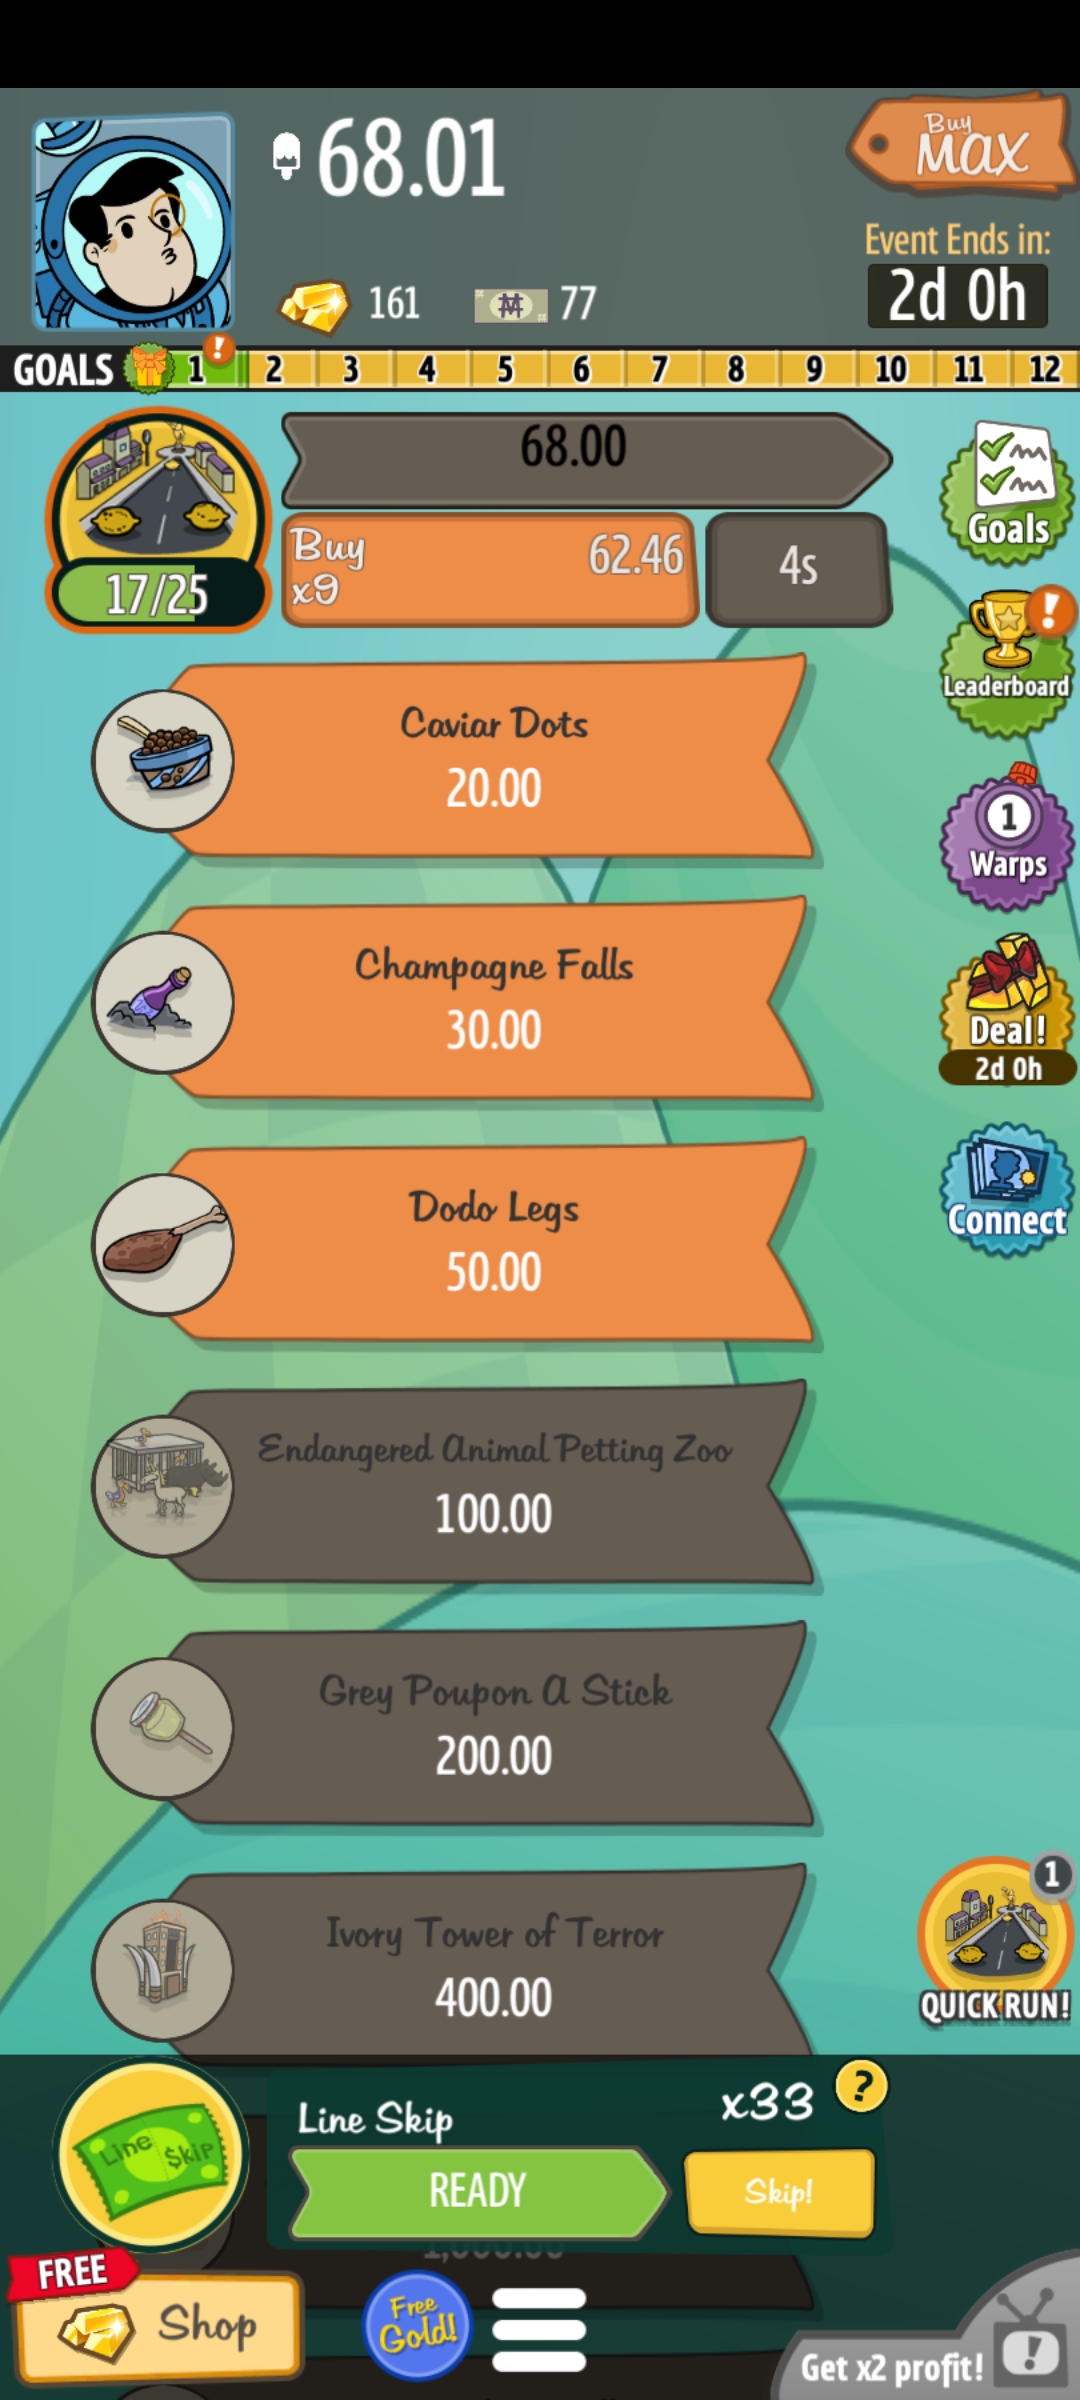 68.01
Buy
MAX
Event Ends in:
2d 0h
161
77
GOALS 1 ! 2 3 4 5 6 7 8 9 10 11 12
68.00
Buy
x9
62.46
4s
17/25
Goals
!
Leaderboard
Caviar Dots
20.00
1
Warps
Champagne Falls
30.00
Deal!
2d 0h
Dodo Legs
50.00
Connect
Endangered Animal Petting Zoo
100.00
Grey Poupon A Stick
200.00
Ivory Tower of Terror
400.00
1
QUICK RUN!
Line Skip
x33
?
Line $kip
READY
Skip!
FREE
Shop
Free
Gold!
Get x2 profit!
!